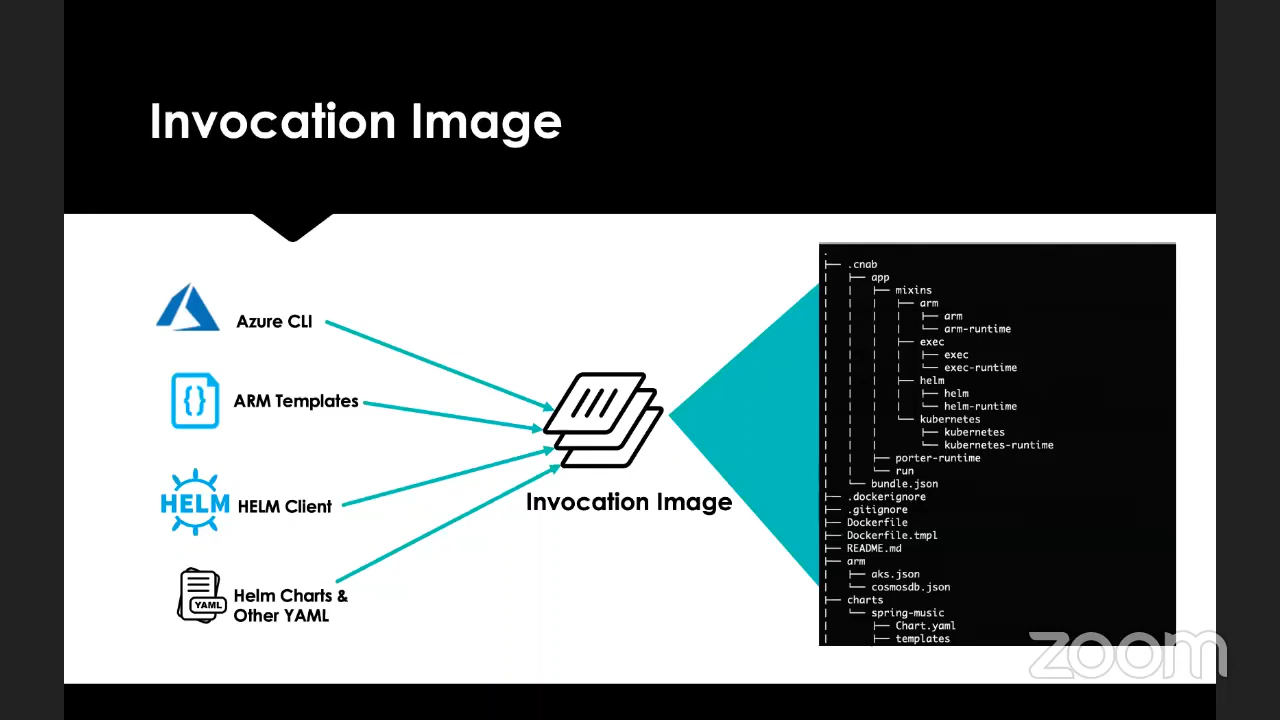 Invocation Image
Azure CLI
ARM Templates
HELM
HELM Client
YAML
Helm Charts &
Other YAML
Invocation Image
.
├── .cnab
│   ├── app
│   │   ├── mixins
│   │   │   ├── arm
│   │   │   │   ├── arm
│   │   │   │   └── arm-runtime
│   │   │   ├── exec
│   │   │   │   ├── exec
│   │   │   │   └── exec-runtime
│   │   │   ├── helm
│   │   │   │   ├── helm
│   │   │   │   └── helm-runtime
│   │   │   └── kubernetes
│   │   │       ├── kubernetes
│   │   │       └── kubernetes-runtime
│   │   ├── porter-runtime
│   │   └── run
│   └── bundle.json
├── .dockerignore
├── .gitignore
├── Dockerfile
├── Dockerfile.tmpl
├── README.md
├── arm
│   ├── aks.json
│   └── cosmosdb.json
├── charts
│   └── spring-music
│       ├── Chart.yaml
│       ├── templates
zoom